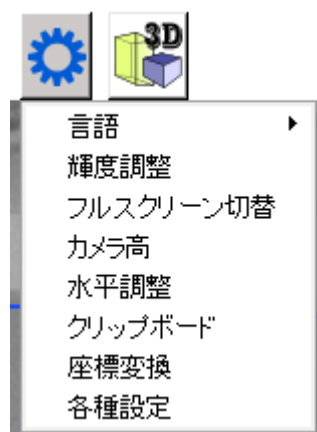 3D
言語
輝度調整
フルスクリーン切替
カメラ高
水平調整
クリップボード
座標変換
各種設定